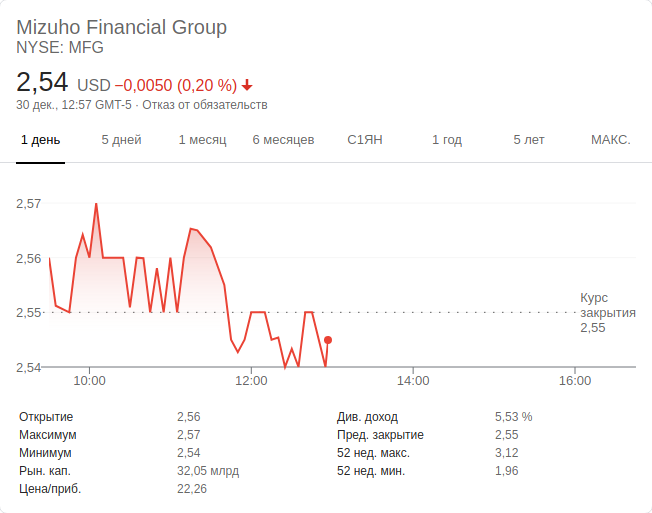 Mizuho Financial Group
NYSE: MFG
2,54 USD −0,0050 (0,20 %)
30 дек., 12:57 GMT-5 · Отказ от обязательств
1 день 5 дней 1 месяц 6 месяцев С1ЯН 1 год 5 лет МАКС.
2,57
2,56
2,55
2,54
Курс
закрытия
2,55
10:00 12:00 14:00 16:00
Открытие 2,56 Див. доход 5,53 %
Максимум 2,57 Пред. закрытие 2,55
Минимум 2,54 52 нед. макс. 3,12
Рын. кап. 32,05 млрд 52 нед. мин. 1,96
Цена/приб. 22,26